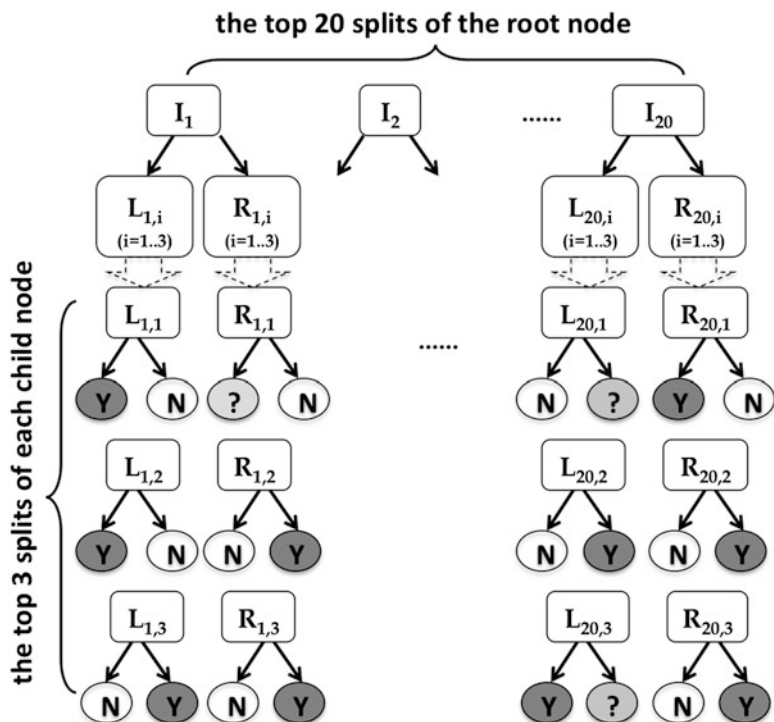 the top 20 splits of the root node
I1 I2 ...... I20
L1,i R1,i L20,i R20,i
(i=1..3) (i=1..3) (i=1..3) (i=1..3)
the top 3 splits of each child node
L1,1 R1,1 ...... L20,1 R20,1
Y N ? N N ? Y N
L1,2 R1,2 L20,2 R20,2
Y N N Y N Y N Y
L1,3 R1,3 L20,3 R20,3
N Y N Y Y ? N Y